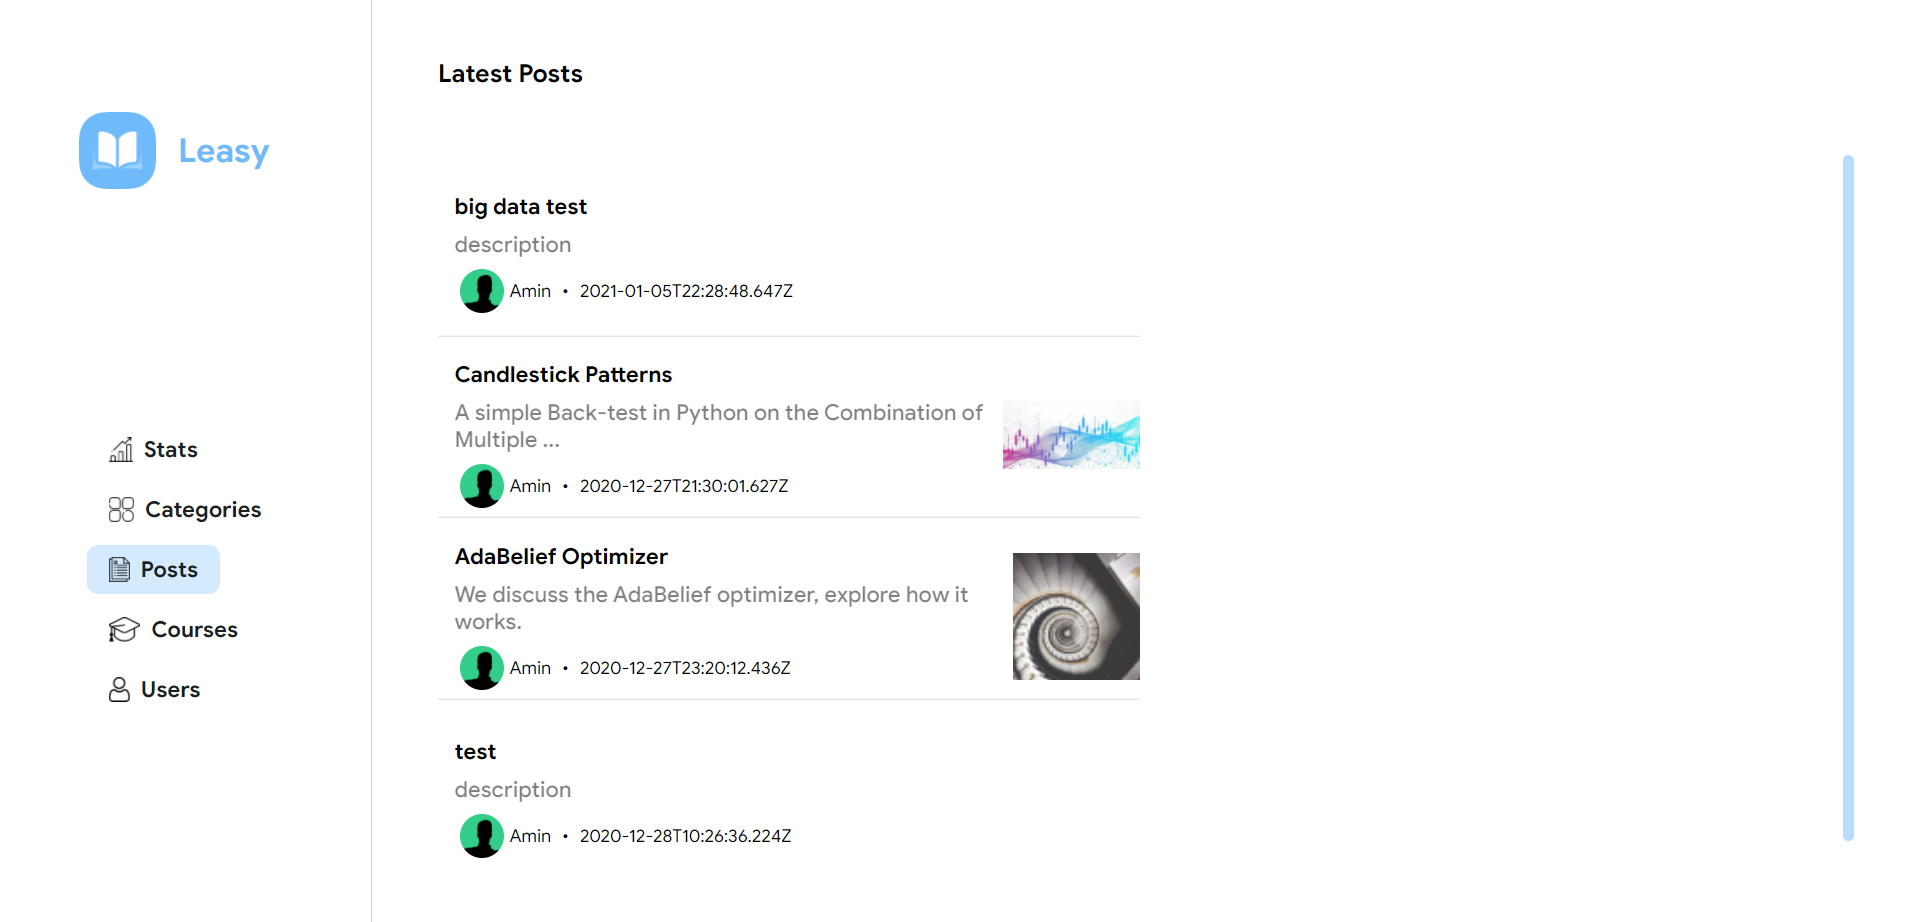 Leasy
Stats
Categories
Posts
Courses
Users
Latest Posts
big data test
description
Amin • 2021-01-05T22:28:48.647Z
Candlestick Patterns
A simple Back-test in Python on the Combination of
Multiple ...
Amin • 2020-12-27T21:30:01.627Z
AdaBelief Optimizer
We discuss the AdaBelief optimizer, explore how it
works.
Amin • 2020-12-27T23:20:12.436Z
test
description
Amin • 2020-12-28T10:26:36.224Z